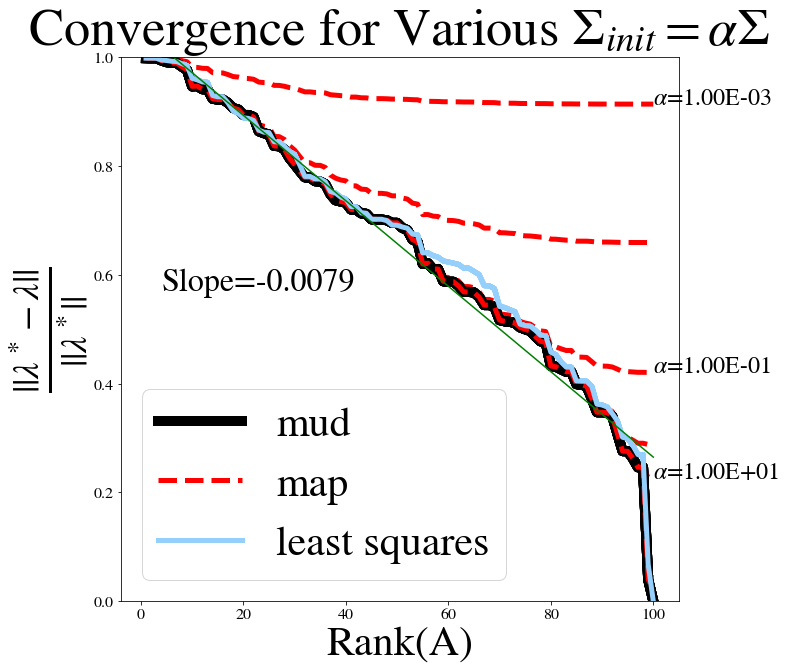 Convergence for Various Σ_init = αΣ
||λ* − λ||
||λ*||
1.0
0.8
0.6
0.4
0.2
0.0
α=1.00E-03
Slope=-0.0079
α=1.00E-01
α=1.00E+01
mud
map
least squares
0 20 40 60 80 100
Rank(A)